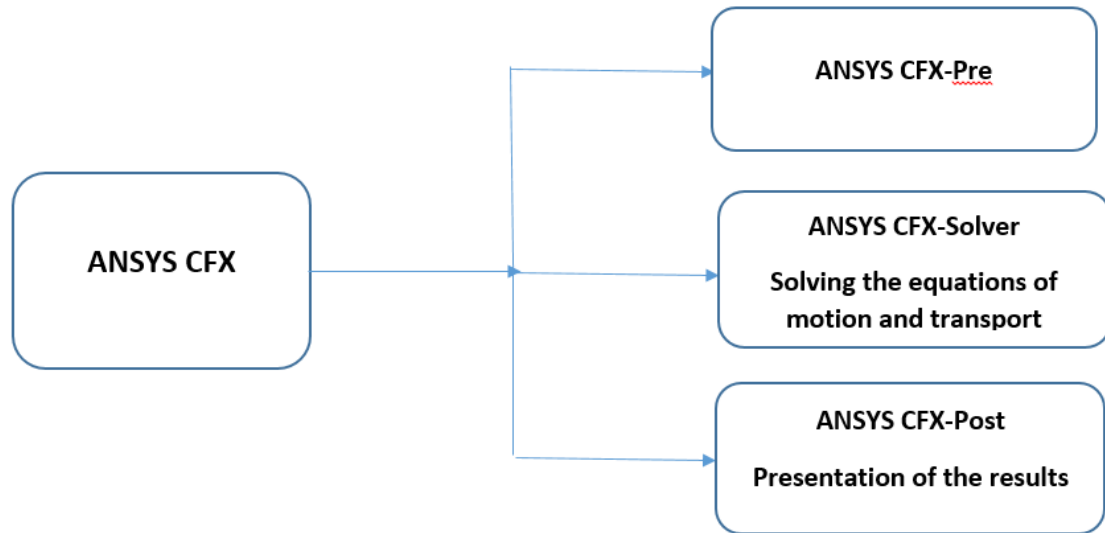 ANSYS CFX
ANSYS CFX-Pre
ANSYS CFX-Solver
Solving the equations of
motion and transport
ANSYS CFX-Post
Presentation of the results